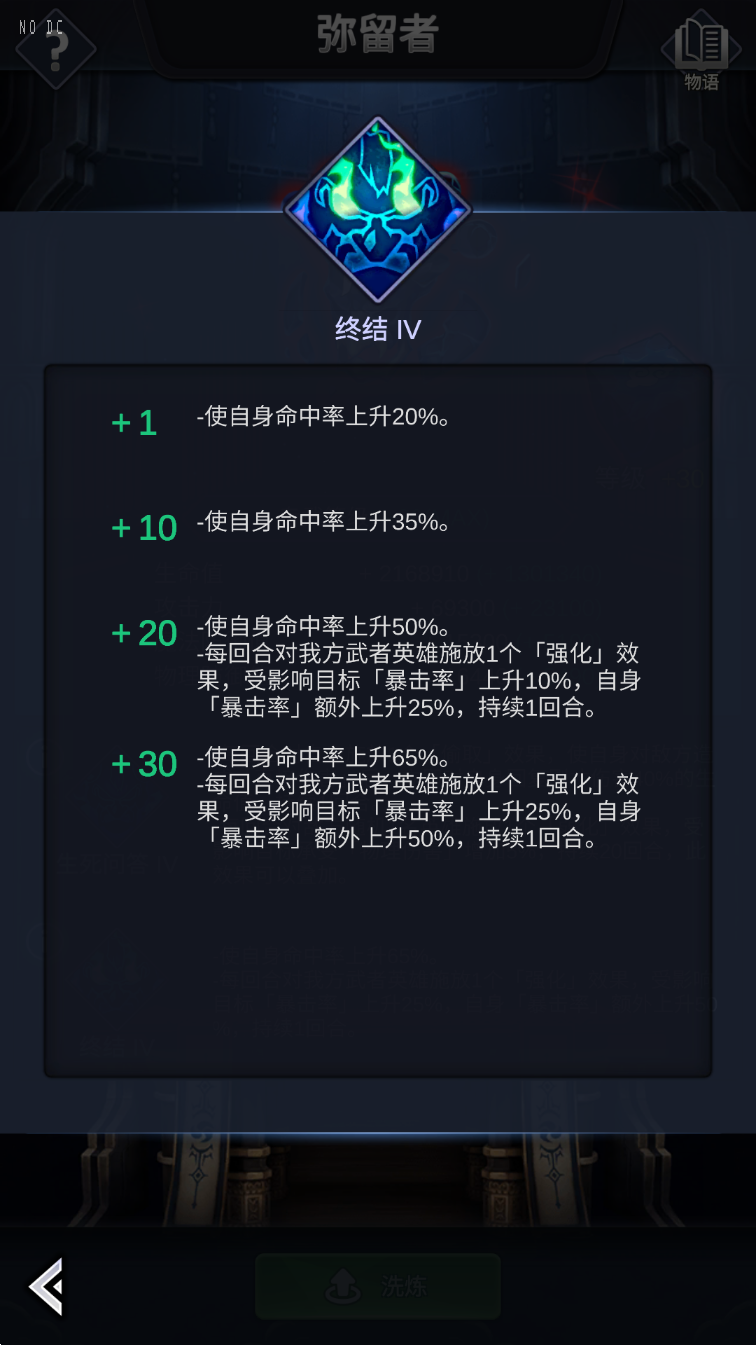 NO DC
弥留者
物语
终结 IV
+1 -使自身命中率上升20%。
+10 -使自身命中率上升35%。
+20 -使自身命中率上升50%。
-每回合对我方武者英雄施放1个「强化」效
果，受影响目标「暴击率」上升10%，自身
「暴击率」额外上升25%，持续1回合。
+30 -使自身命中率上升65%。
-每回合对我方武者英雄施放1个「强化」效
果，受影响目标「暴击率」上升25%，自身
「暴击率」额外上升50%，持续1回合。
洗炼